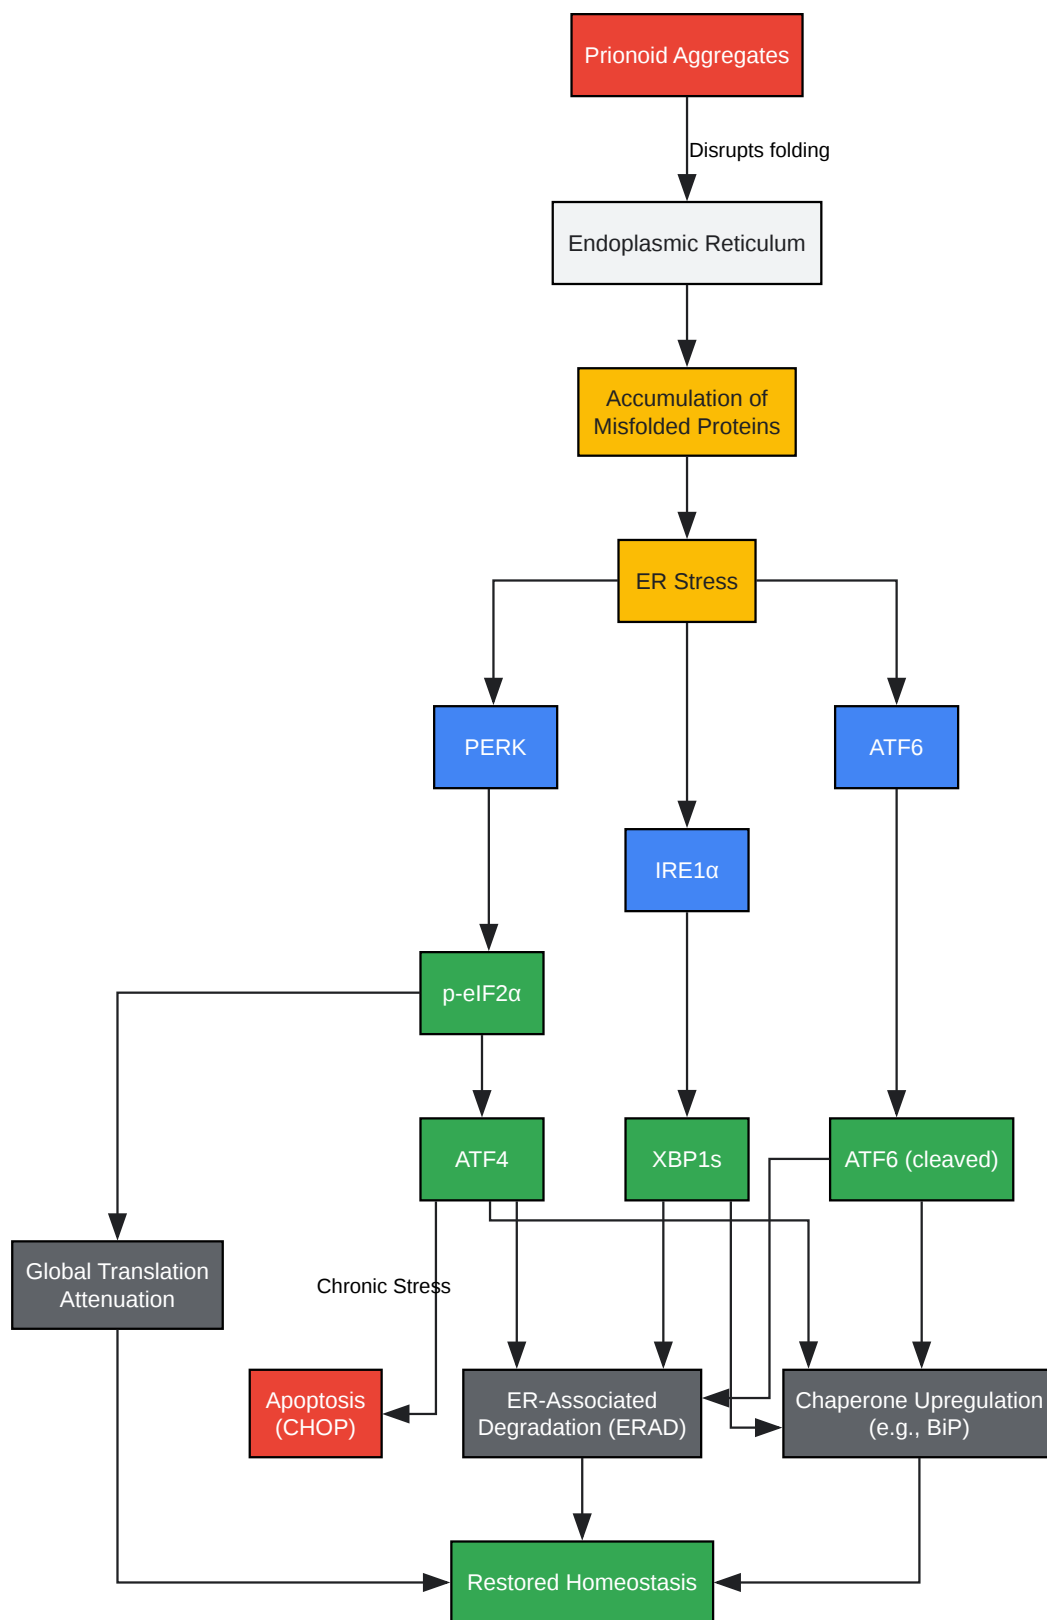 Prionoid Aggregates
Disrupts folding
Endoplasmic Reticulum
Accumulation of
Misfolded Proteins
ER Stress
PERK
ATF6
IRE1α
p-eIF2α
ATF4
XBP1s
ATF6 (cleaved)
Global Translation
Attenuation
Chronic Stress
Apoptosis
(CHOP)
ER-Associated
Degradation (ERAD)
Chaperone Upregulation
(e.g., BiP)
Restored Homeostasis